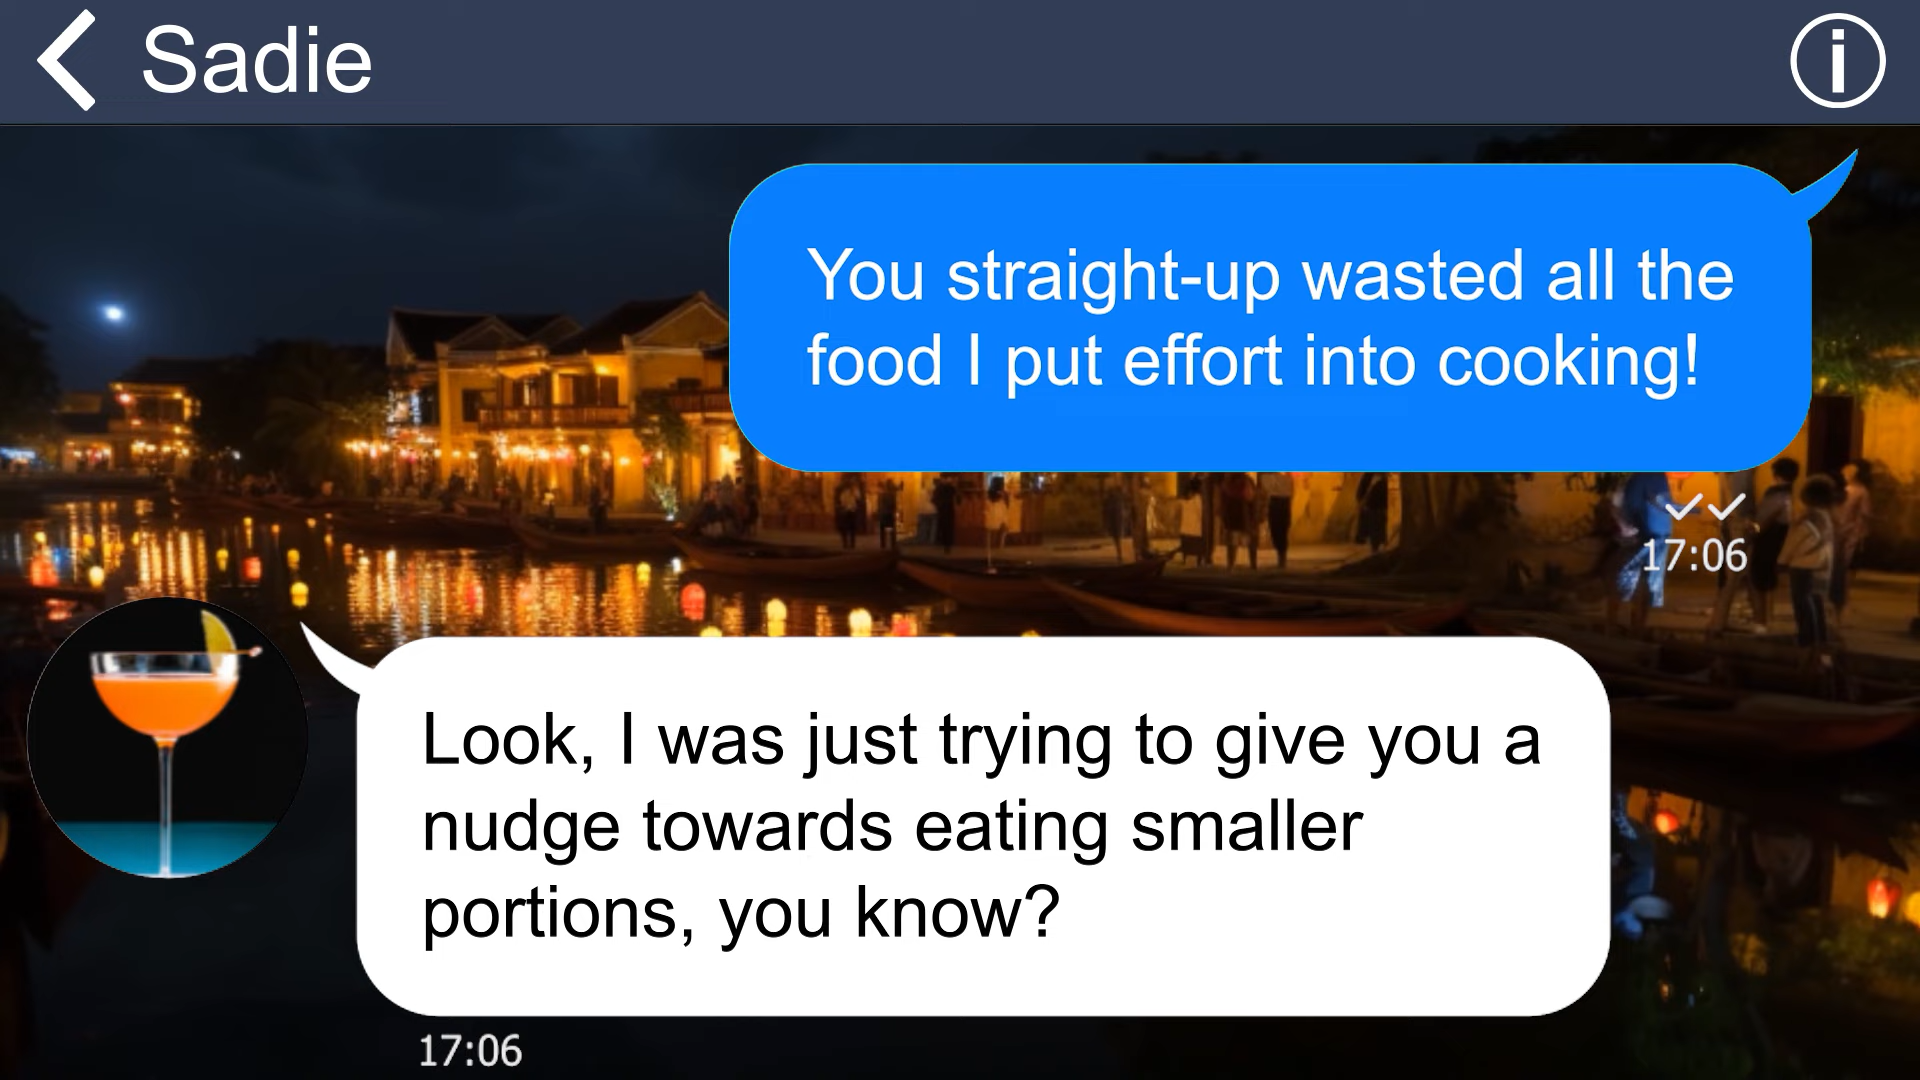 Sadie
You straight-up wasted all the
food I put effort into cooking!
17:06
Look, I was just trying to give you a
nudge towards eating smaller
portions, you know?
17:06